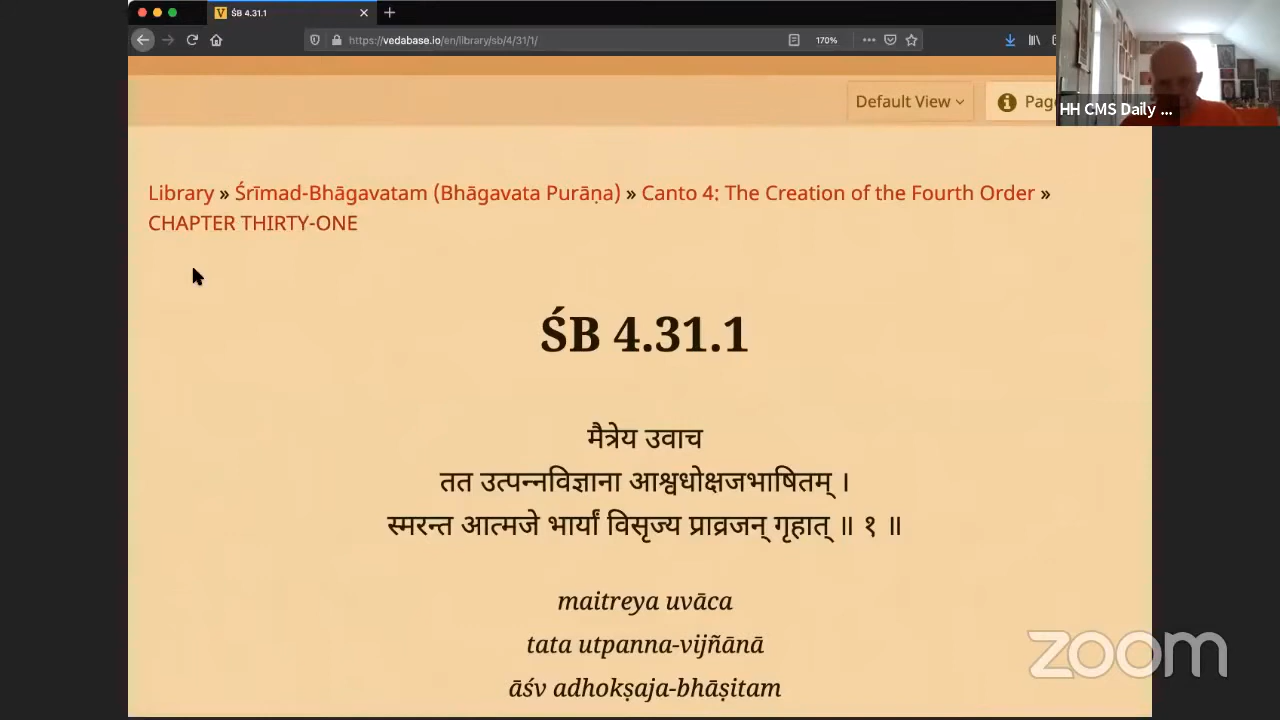 ŚB 4.31.1
https://vedabase.io/en/library/sb/4/31/1/
170%
Default View
Pag
HH CMS Daily ...
Library » Śrīmad-Bhāgavatam (Bhāgavata Purāṇa) » Canto 4: The Creation of the Fourth Order »
CHAPTER THIRTY-ONE
ŚB 4.31.1
मैत्रेय उवाच
तत उत्पन्नविज्ञाना आश्वधोक्षजभाषितम् ।
स्मरन्त आत्मजे भार्यां विसृज्य प्राव्रजन् गृहात् ॥ १ ॥
maitreya uvāca
tata utpanna-vijñānā
āśv adhokṣaja-bhāṣitam
zoom